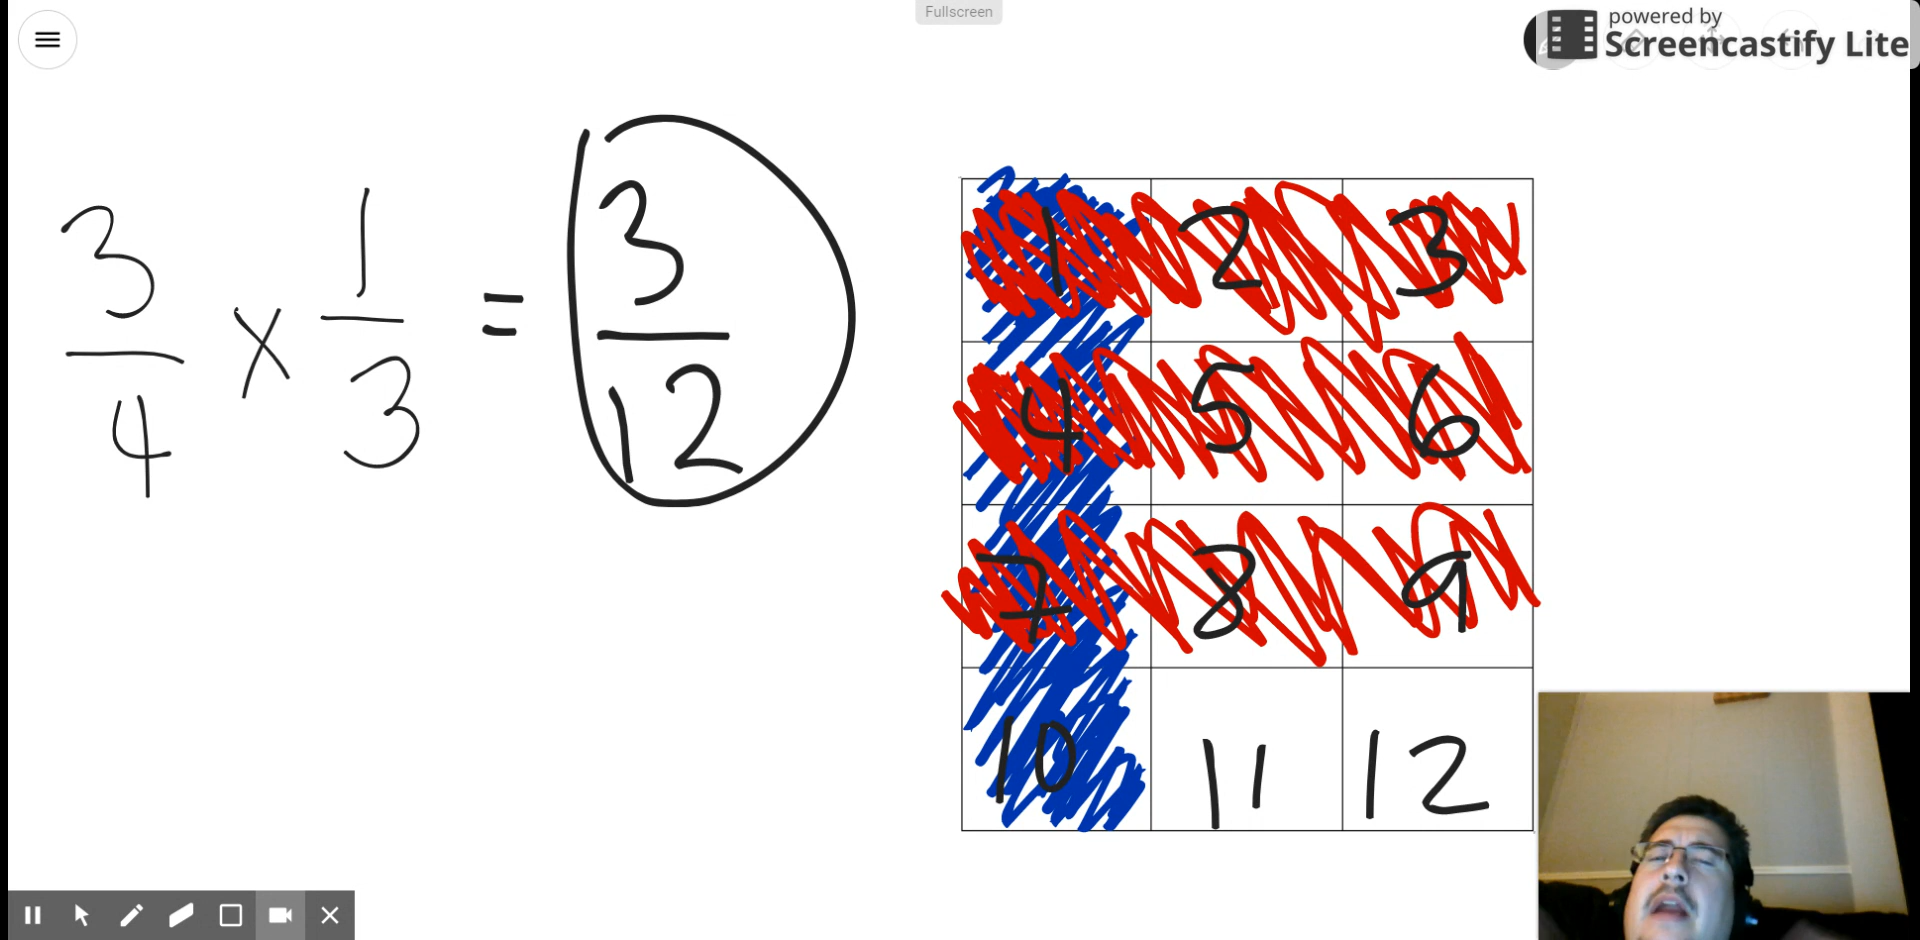 Fullscreen
powered by
Screencastify Lite
3/4 × 1/3 = 3/12
1 2 3
4 5 6
7 8 9
10 11 12